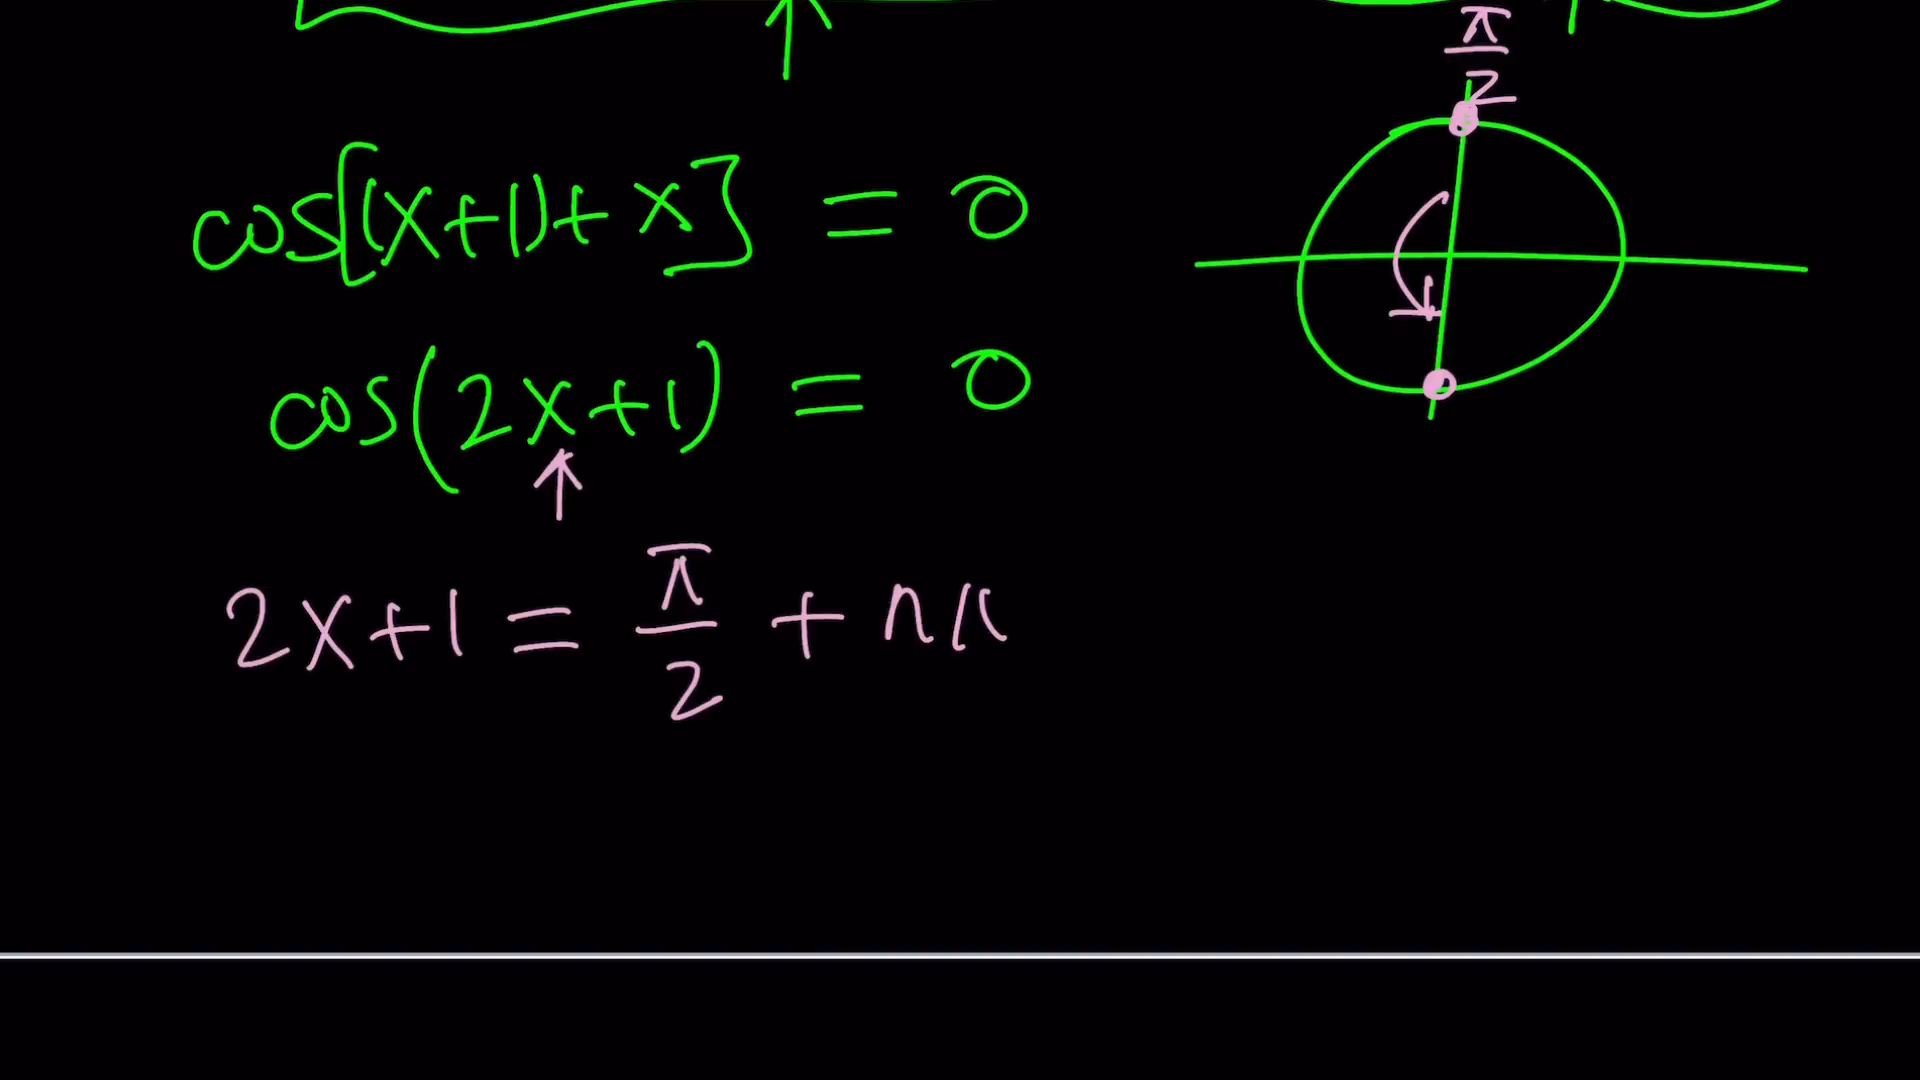 π/2
cos[(x+1)+x] = 0
cos(2x+1) = 0
2x+1 = π/2 + nπ